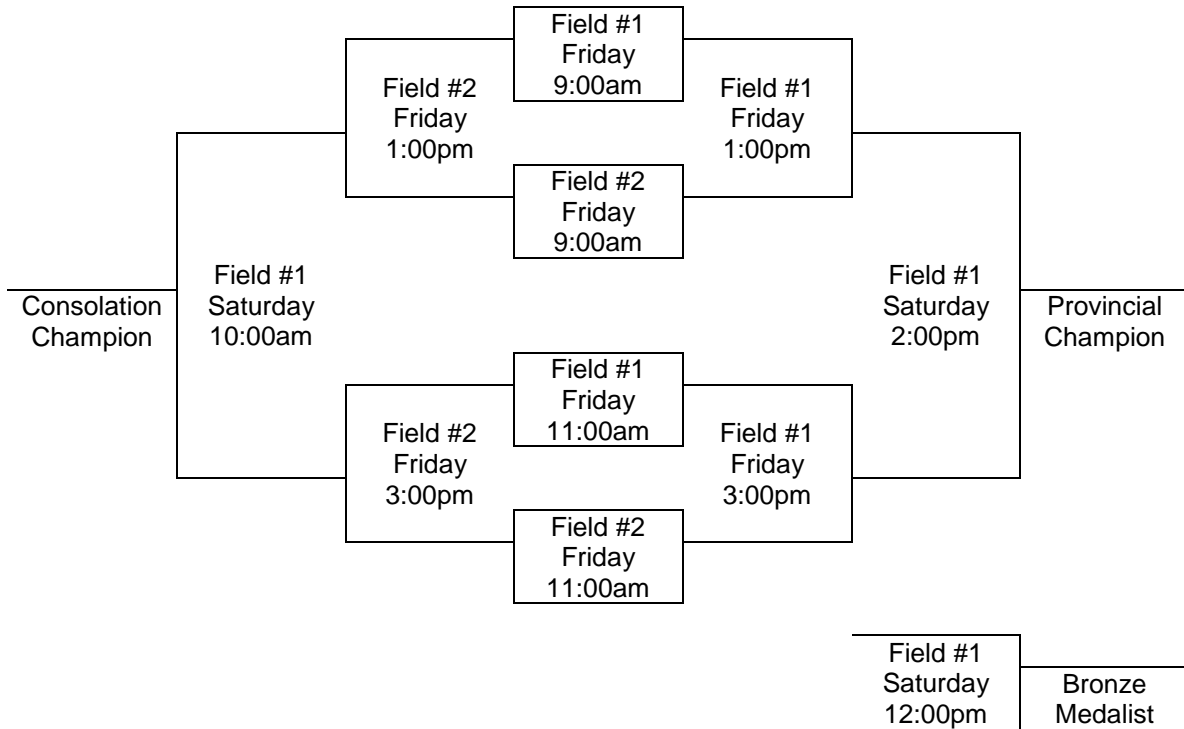 Field #1
Friday
9:00am
Field #2
Friday
1:00pm
Field #1
Friday
1:00pm
Field #2
Friday
9:00am
Consolation
Champion
Field #1
Saturday
10:00am
Field #1
Saturday
2:00pm
Provincial
Champion
Field #1
Friday
11:00am
Field #2
Friday
3:00pm
Field #1
Friday
3:00pm
Field #2
Friday
11:00am
Field #1
Saturday
12:00pm
Bronze
Medalist